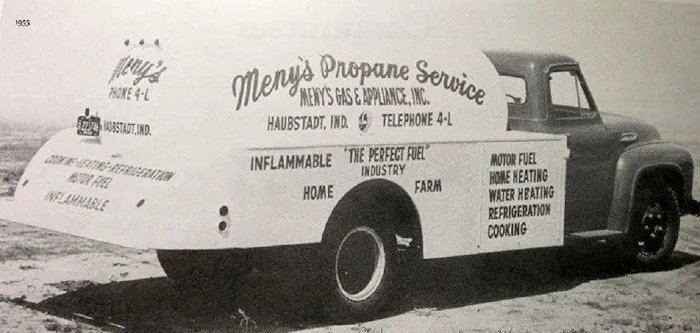 1955
Meny's
PHONE 4-L
HAUBSTADT, IND.
COOKING-HEATING-REFRIGERATION
MOTOR FUEL
INFLAMMABLE
Meny's Propane Service
MENY'S GAS & APPLIANCE, INC.
HAUBSTADT, IND. TELEPHONE 4-L
INFLAMMABLE "THE PERFECT FUEL"
INDUSTRY
HOME FARM
MOTOR FUEL
HOME HEATING
WATER HEATING
REFRIGERATION
COOKING